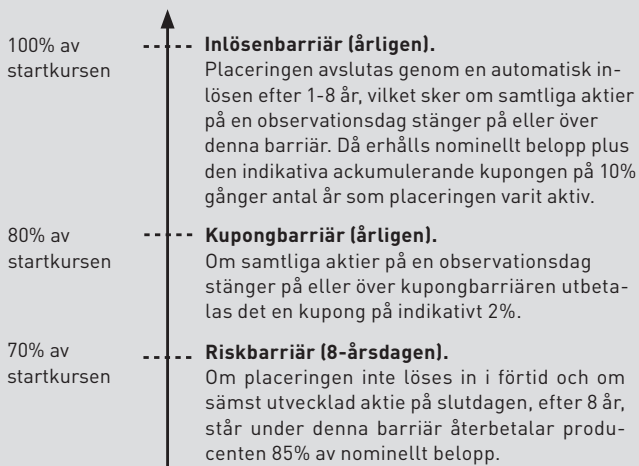 100% av
startkursen
Inlösenbarriär (årligen).
Placeringen avslutas genom en automatisk in-
lösen efter 1-8 år, vilket sker om samtliga aktier
på en observationsdag stänger på eller över
denna barriär. Då erhålls nominellt belopp plus
den indikativa ackumulerande kupongen på 10%
gånger antal år som placeringen varit aktiv.
80% av
startkursen
Kupongbarriär (årligen).
Om samtliga aktier på en observationsdag
stänger på eller över kupongbarriären utbeta-
las det en kupong på indikativt 2%.
70% av
startkursen
Riskbarriär (8-årsdagen).
Om placeringen inte löses in i förtid och om
sämst utvecklad aktie på slutdagen, efter 8 år,
står under denna barriär återbetalar produ-
centen 85% av nominellt belopp.